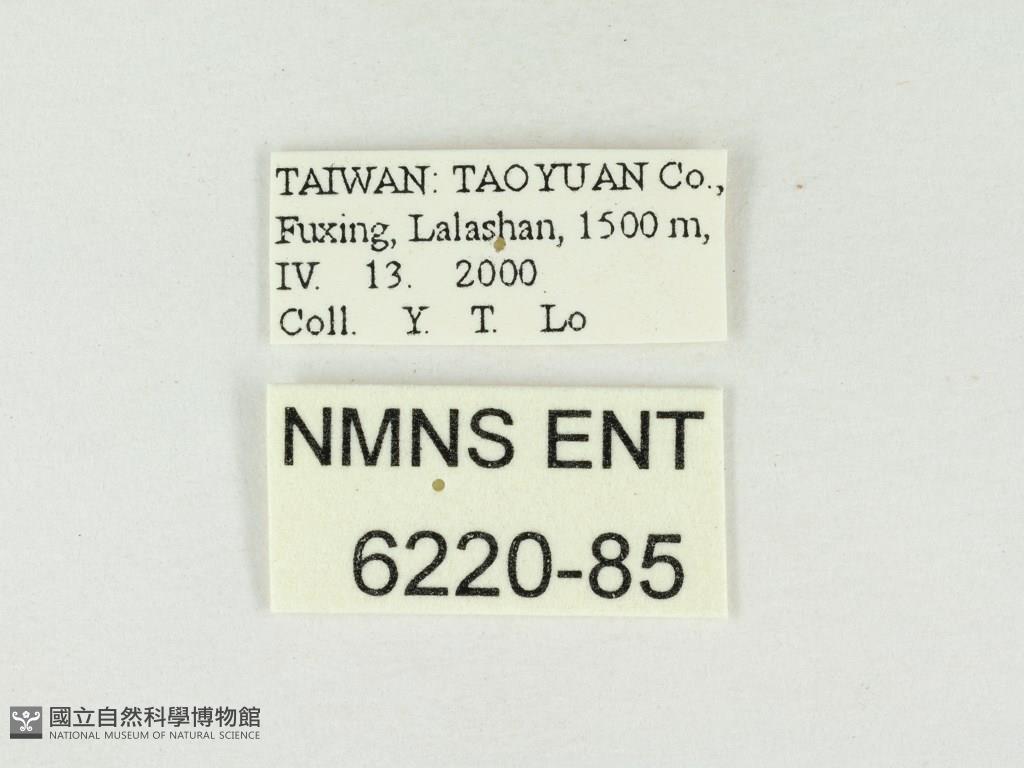 TAIWAN: TAOYUAN Co.,
Fuxing, Lalashan, 1500 m,
IV. 13. 2000
Coll. Y. T. Lo
NMNS ENT
6220-85
國立自然科學博物館
NATIONAL MUSEUM OF NATURAL SCIENCE